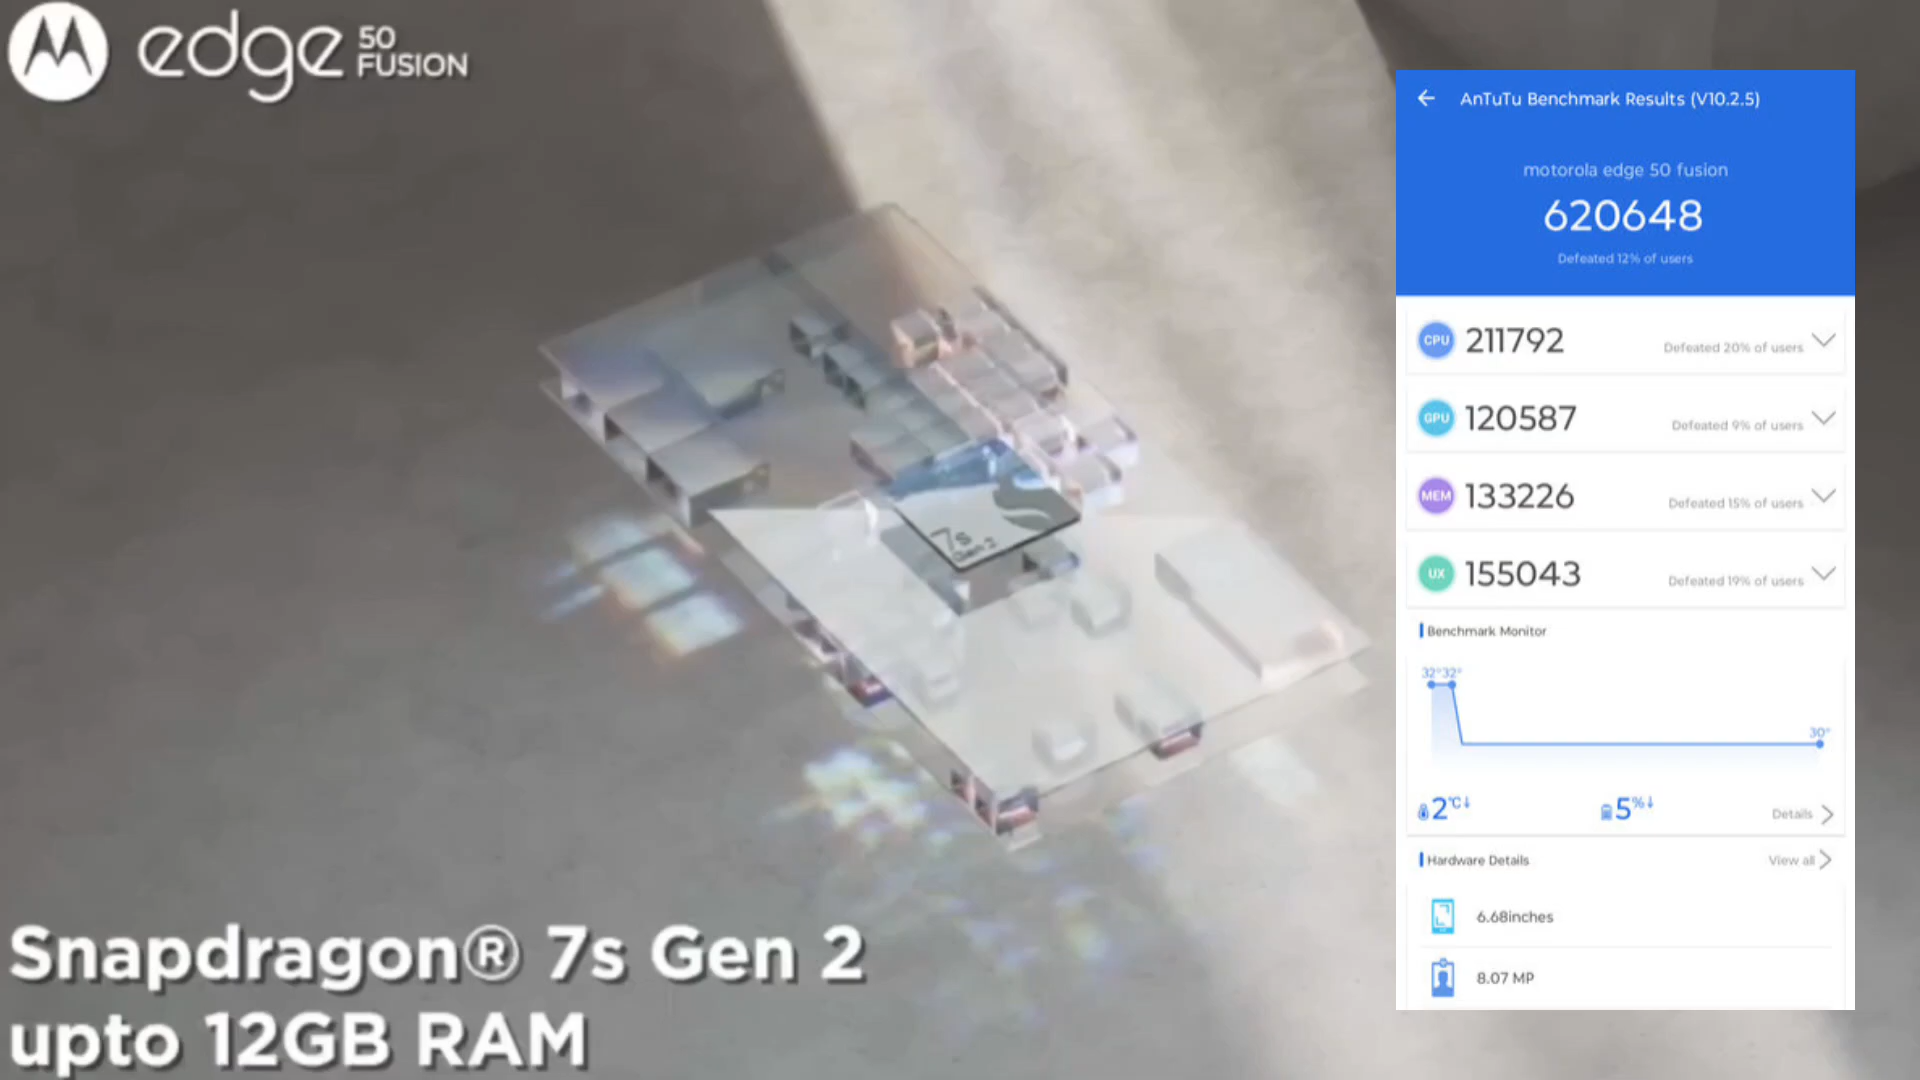 edge 50 FUSION
AnTuTu Benchmark Results (V10.2.5)
motorola edge 50 fusion
620648
Defeated 12% of users
CPU 211792 Defeated 20% of users
GPU 120587 Defeated 9% of users
MEM 133226 Defeated 15% of users
UX 155043 Defeated 19% of users
Benchmark Monitor
32°32°
30°
2°C↓ 5%↓ Details
Hardware Details View all
6.68inches
8.07 MP
7s
Gen 2
Snapdragon® 7s Gen 2
upto 12GB RAM